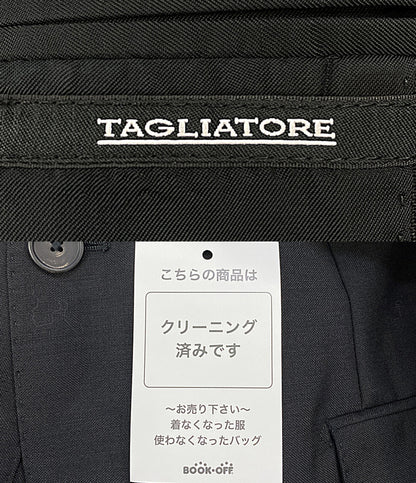 TAGLIATORE
こちらの商品は
クリーニング
済みです
〜お売り下さい〜
着なくなった服
使わなくなったバッグ
BOOK・OFF